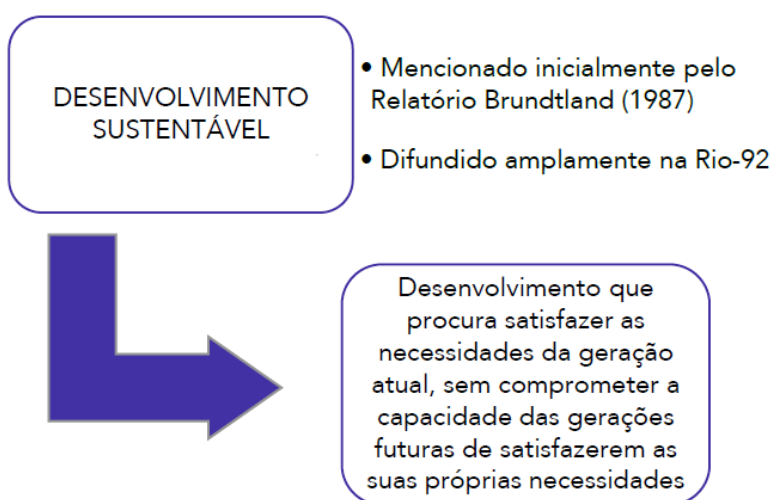 DESENVOLVIMENTO
SUSTENTÁVEL
• Mencionado inicialmente pelo
Relatório Brundtland (1987)
• Difundido amplamente na Rio-92
Desenvolvimento que
procura satisfazer as
necessidades da geração
atual, sem comprometer a
capacidade das gerações
futuras de satisfazerem as
suas próprias necessidades